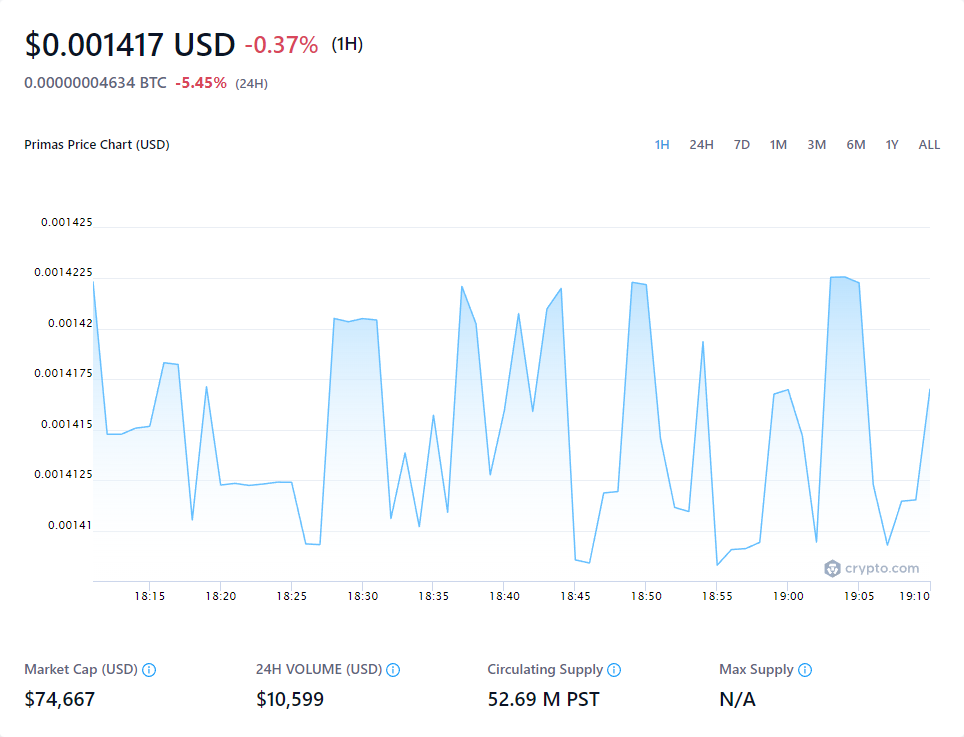 $0.001417 USD -0.37% (1H)
0.00000004634 BTC -5.45% (24H)
Primas Price Chart (USD) 1H 24H 7D 1M 3M 6M 1Y ALL
0.001425
0.0014225
0.00142
0.0014175
0.001415
0.0014125
0.00141
crypto.com
18:15 18:20 18:25 18:30 18:35 18:40 18:45 18:50 18:55 19:00 19:05 19:10
Market Cap (USD) 24H VOLUME (USD) Circulating Supply Max Supply
$74,667 $10,599 52.69 M PST N/A